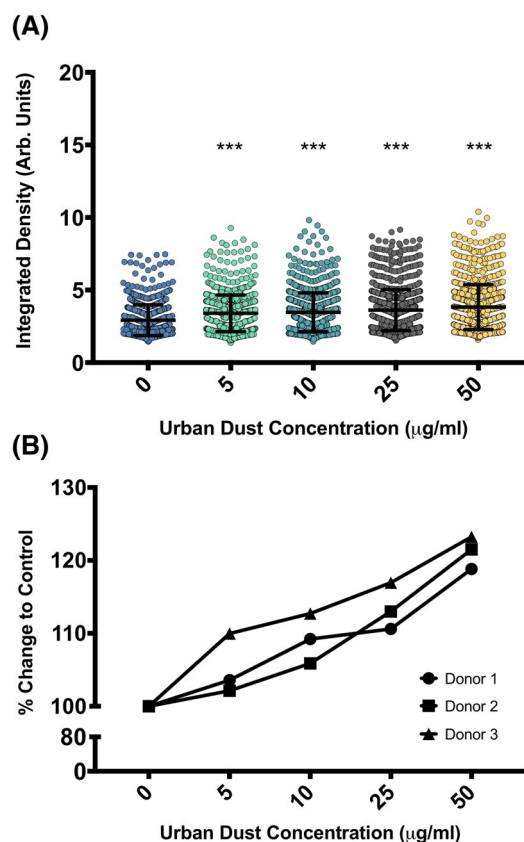 (A)
Integrated Density (Arb. Units)
20
15
10
5
0
*** *** *** ***
0 5 10 25 50
Urban Dust Concentration (μg/ml)
(B)
% Change to Control
130
120
110
100
80
0
Donor 1
Donor 2
Donor 3
0 5 10 25 50
Urban Dust Concentration (μg/ml)